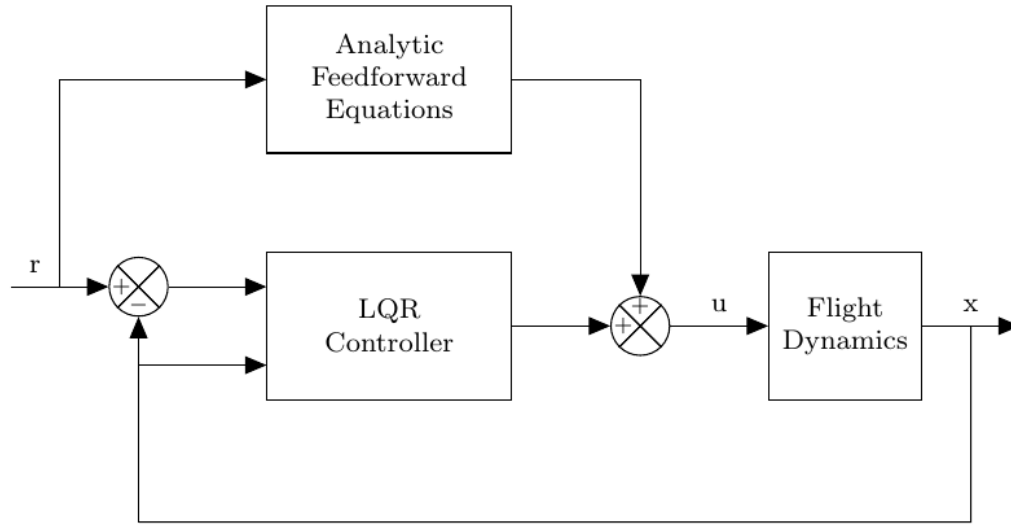 Analytic
Feedforward
Equations
r
+
−
LQR
Controller
+
+
u
Flight
Dynamics
x